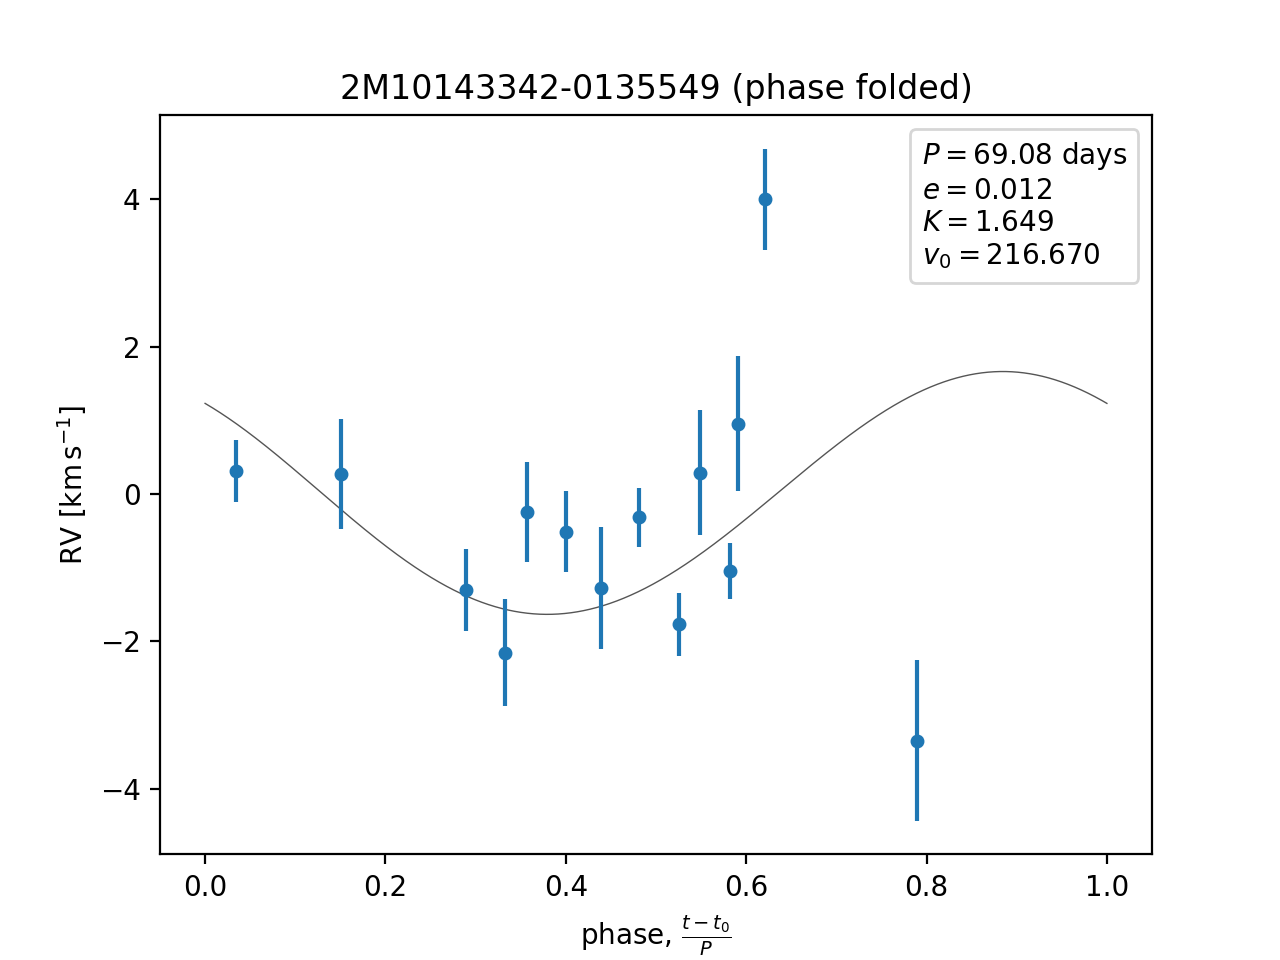 2M10143342-0135549 (phase folded)
P = 69.08 days
e = 0.012
K = 1.649
v₀ = 216.670
RV [km s⁻¹]
4
2
0
−2
−4
0.0 0.2 0.4 0.6 0.8 1.0
phase, (t − t₀)/P